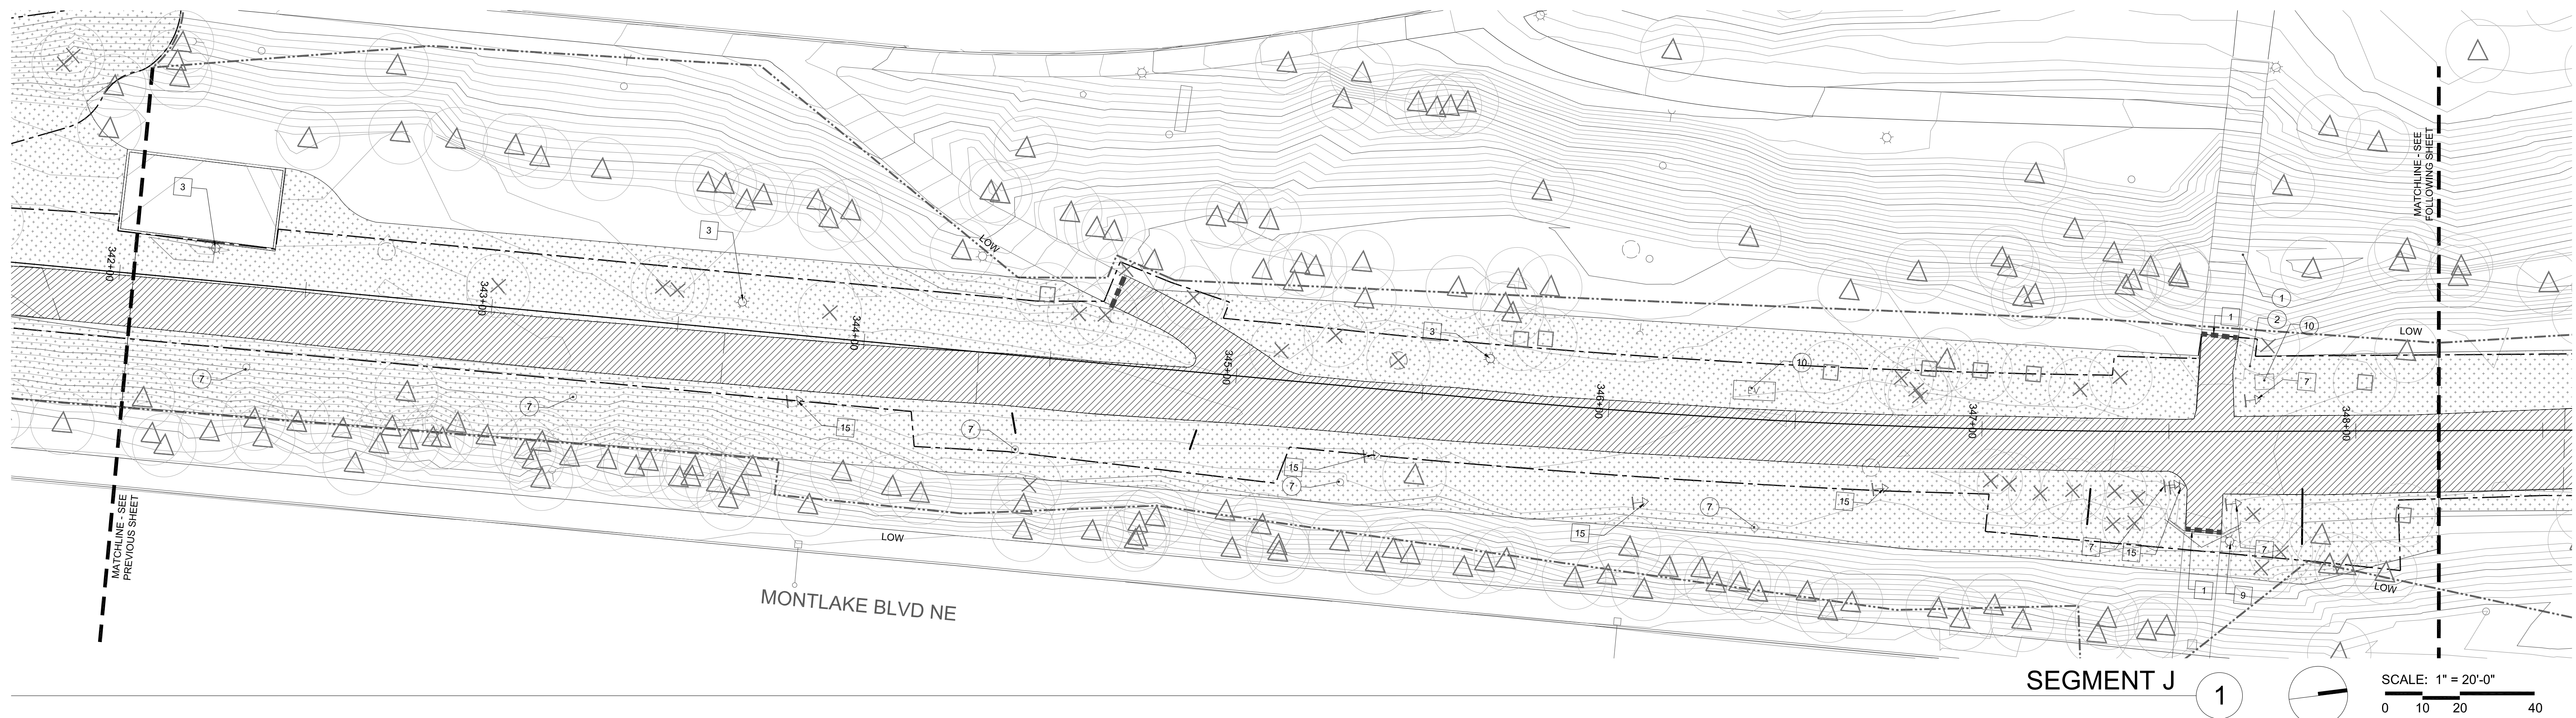 3
3
LOW
342+00
343+00
344+00
345+00
346+00
347+00
348+00
MATCHLINE - SEE
FOLLOWING SHEET
1
1
2
10
LOW
3
10
7
7
7
15
7
15
7
15
7
15
7
15
7
1
9
LOW
MATCHLINE - SEE
PREVIOUS SHEET
LOW
MONTLAKE BLVD NE
SEGMENT J
1
SCALE: 1" = 20'-0"
0 10 20 40